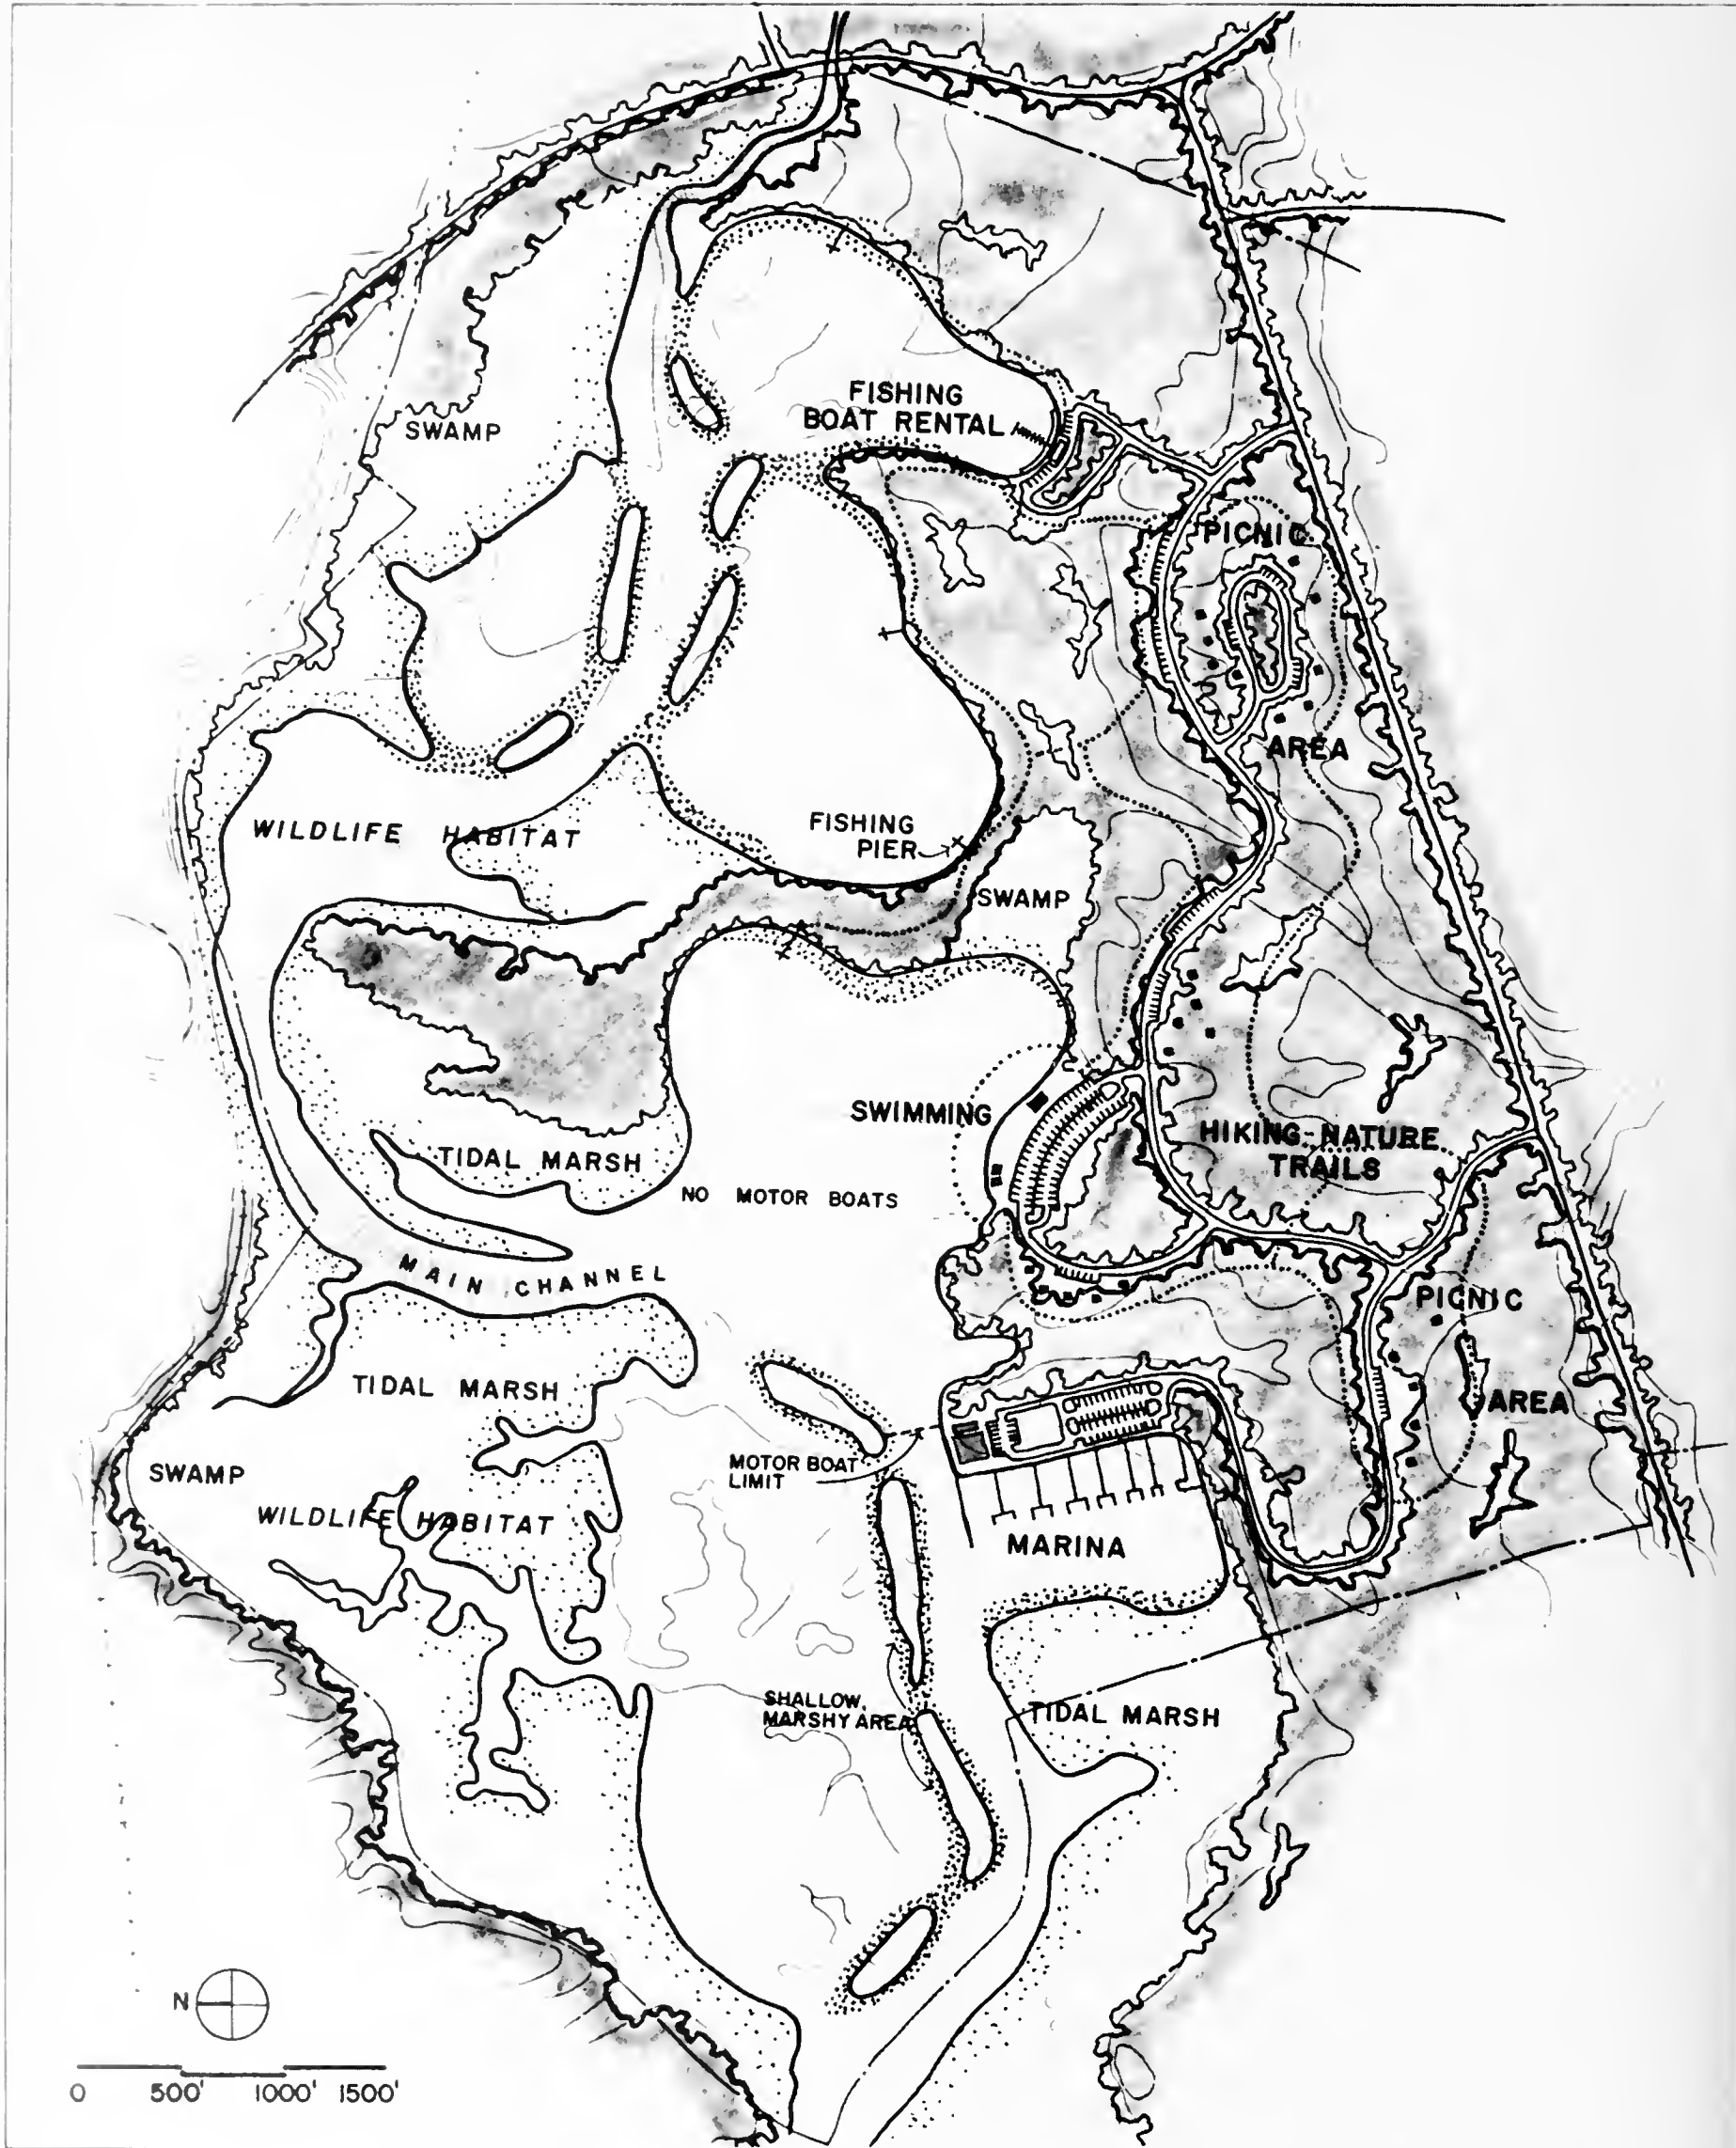 FISHING
BOAT RENTAL
SWAMP
PICNIC
AREA
FISHING
PIER
WILDLIFE HABITAT
SWAMP
SWIMMING
HIKING-NATURE
TRAILS
TIDAL MARSH
NO MOTOR BOATS
MAIN CHANNEL
PICNIC
AREA
TIDAL MARSH
MOTOR BOAT
LIMIT
SWAMP
WILDLIFE HABITAT
MARINA
SHALLOW,
MARSHY AREA
TIDAL MARSH
N
0 500' 1000' 1500'